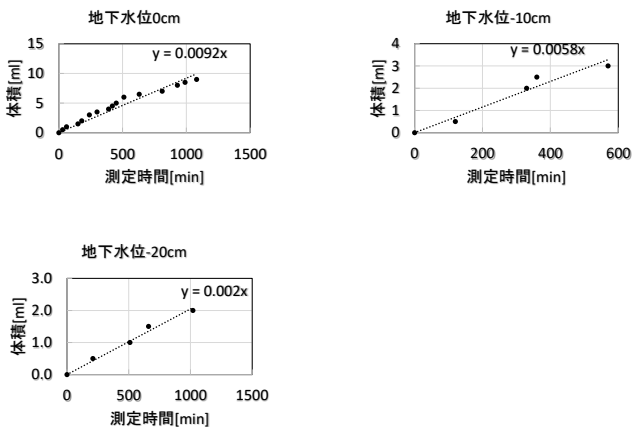 地下水位0cm
y = 0.0092x
体積[ml]
15
10
5
0
0 500 1000 1500
測定時間[min]
地下水位-10cm
y = 0.0058x
体積[ml]
4
3
2
1
0
0 200 400 600
測定時間[min]
地下水位-20cm
y = 0.002x
体積[ml]
3.0
2.0
1.0
0.0
0 500 1000 1500
測定時間[min]